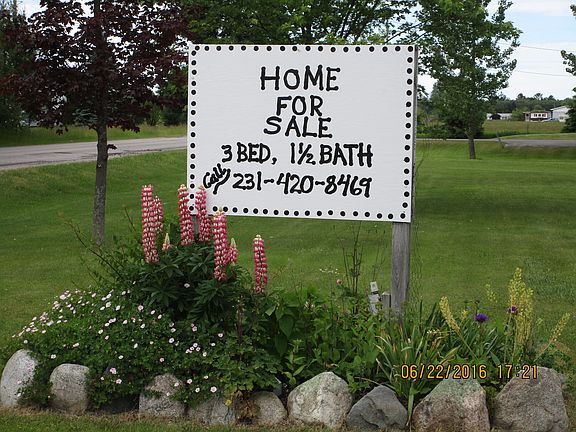 HOME
FOR
SALE
3 BED, 1½ BATH
Call 231-420-8469
06/22/2016 17:21